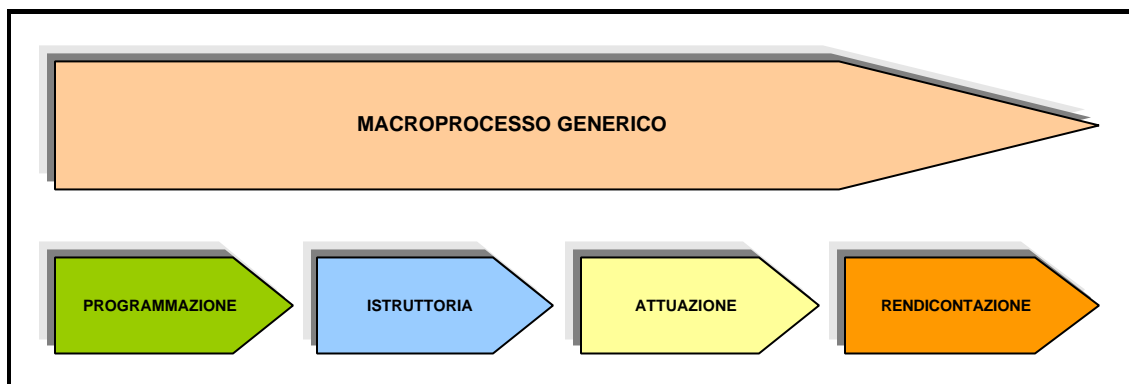 MACROPROCESSO GENERICO
PROGRAMMAZIONE
ISTRUTTORIA
ATTUAZIONE
RENDICONTAZIONE